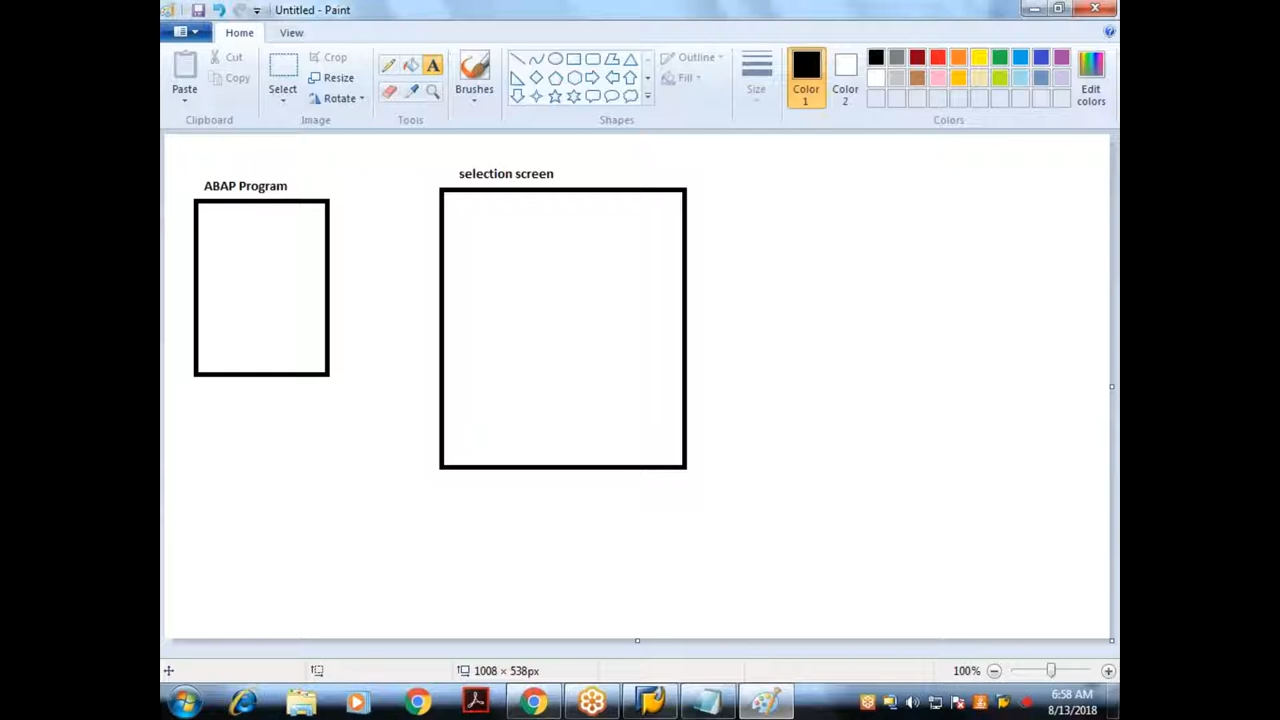 Untitled - Paint
Home
View
Paste
Cut
Copy
Clipboard
Select
Crop
Resize
Rotate
Image
Tools
Brushes
Shapes
Outline
Fill
Size
Color
1
Color
2
Edit
colors
Colors
ABAP Program
selection screen
1008 × 538px
100%
6:58 AM
8/13/2018